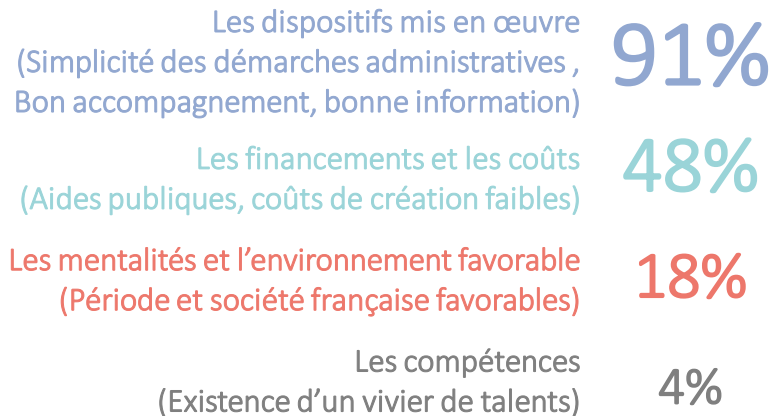 Les dispositifs mis en œuvre
(Simplicité des démarches administratives ,
Bon accompagnement, bonne information)
91%
Les financements et les coûts
(Aides publiques, coûts de création faibles)
48%
Les mentalités et l’environnement favorable
(Période et société française favorables)
18%
Les compétences
(Existence d’un vivier de talents)
4%